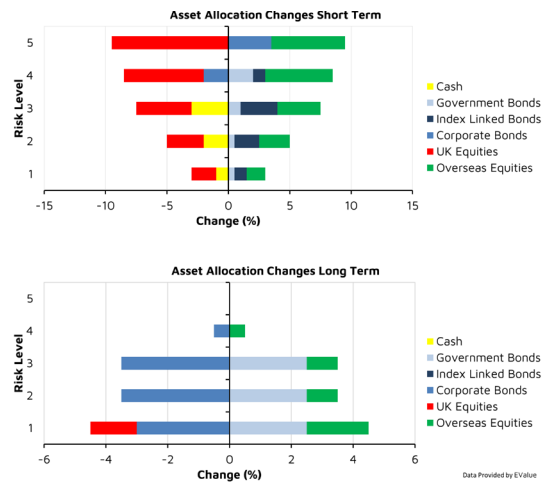 Asset Allocation Changes Short Term
Risk Level
5
4
3
2
1
-15 -10 -5 0 5 10 15
Change (%)
Cash
Government Bonds
Index Linked Bonds
Corporate Bonds
UK Equities
Overseas Equities
Asset Allocation Changes Long Term
Risk Level
5
4
3
2
1
-6 -4 -2 0 2 4 6
Change (%)
Cash
Government Bonds
Index Linked Bonds
Corporate Bonds
UK Equities
Overseas Equities
Data Provided by EValue